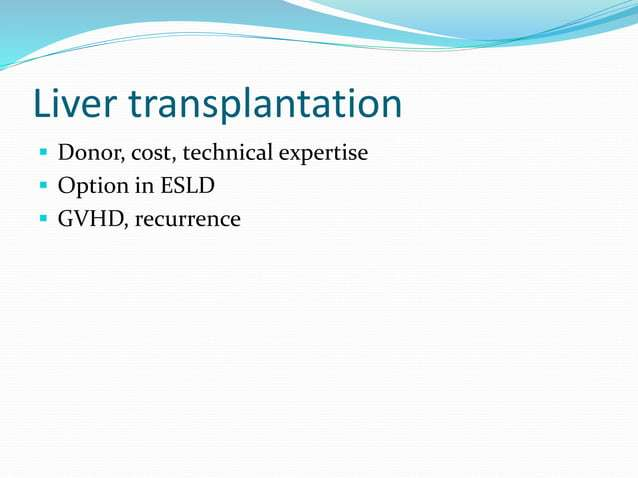 Liver transplantation
Donor, cost, technical expertise
Option in ESLD
GVHD, recurrence